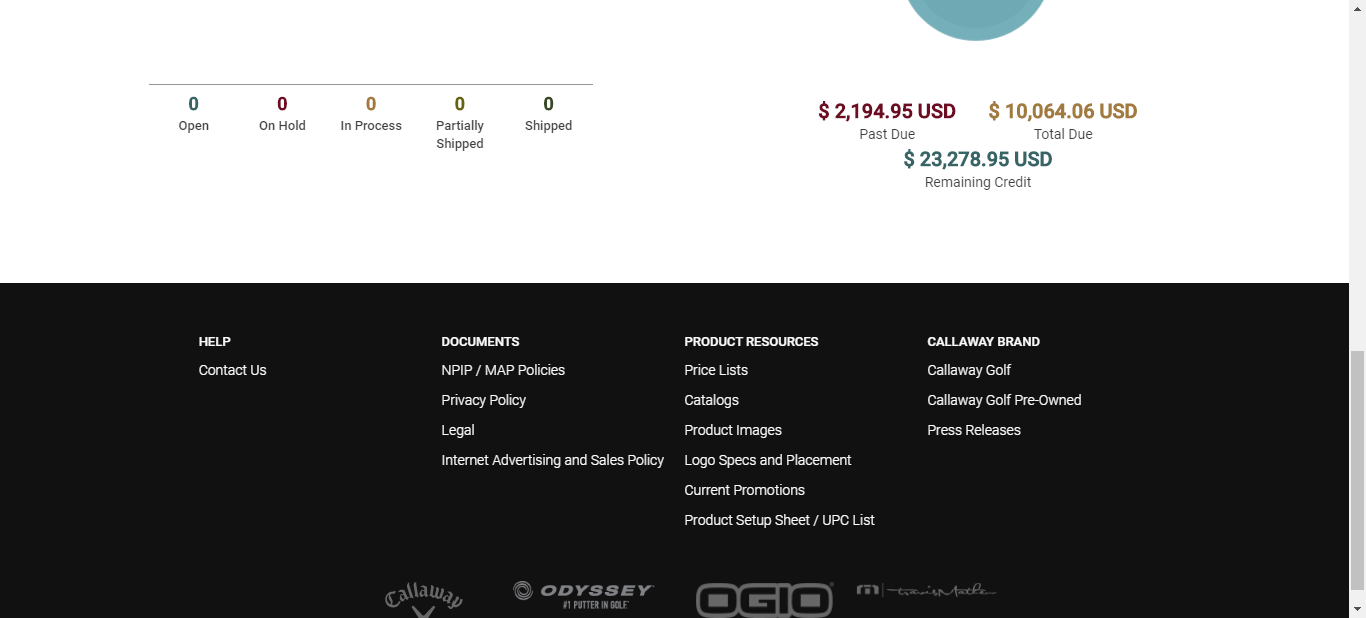 0 0 0 0 0
Open On Hold In Process Partially Shipped Shipped
$ 2,194.95 USD $ 10,064.06 USD
Past Due Total Due
$ 23,278.95 USD
Remaining Credit
HELP
Contact Us
DOCUMENTS
NPIP / MAP Policies
Privacy Policy
Legal
Internet Advertising and Sales Policy
PRODUCT RESOURCES
Price Lists
Catalogs
Product Images
Logo Specs and Placement
Current Promotions
Product Setup Sheet / UPC List
CALLAWAY BRAND
Callaway Golf
Callaway Golf Pre-Owned
Press Releases
Callaway
ODYSSEY
#1 PUTTER IN GOLF
OGIO
TravisMathew